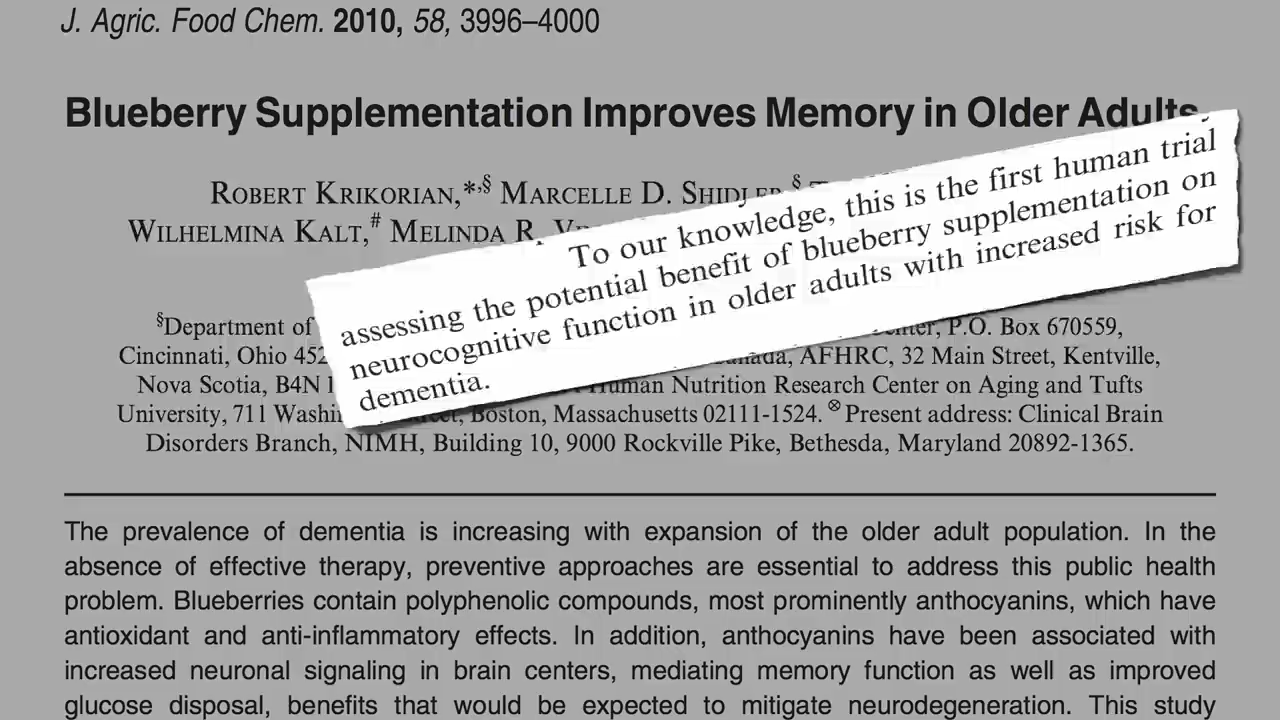 J. Agric. Food Chem. 2010, 58, 3996–4000
Blueberry Supplementation Improves Memory in Older Adults
ROBERT KRIKORIAN,*,§ MARCELLE D. SHIDLER,§
WILHELMINA KALT,# MELINDA R.
To our knowledge, this is the first human trial
assessing the potential benefit of blueberry supplementation on
neurocognitive function in older adults with increased risk for
dementia.
§Department of Center, P.O. Box 670559,
Cincinnati, Ohio Canada, AFHRC, 32 Main Street, Kentville,
Nova Scotia, B4N Human Nutrition Research Center on Aging and Tufts
University, 711 Street, Boston, Massachusetts 02111-1524. ⊗Present address: Clinical Brain
Disorders Branch, NIMH, Building 10, 9000 Rockville Pike, Bethesda, Maryland 20892-1365.
The prevalence of dementia is increasing with expansion of the older adult population. In the
absence of effective therapy, preventive approaches are essential to address this public health
problem. Blueberries contain polyphenolic compounds, most prominently anthocyanins, which have
antioxidant and anti-inflammatory effects. In addition, anthocyanins have been associated with
increased neuronal signaling in brain centers, mediating memory function as well as improved
glucose disposal, benefits that would be expected to mitigate neurodegeneration. This study